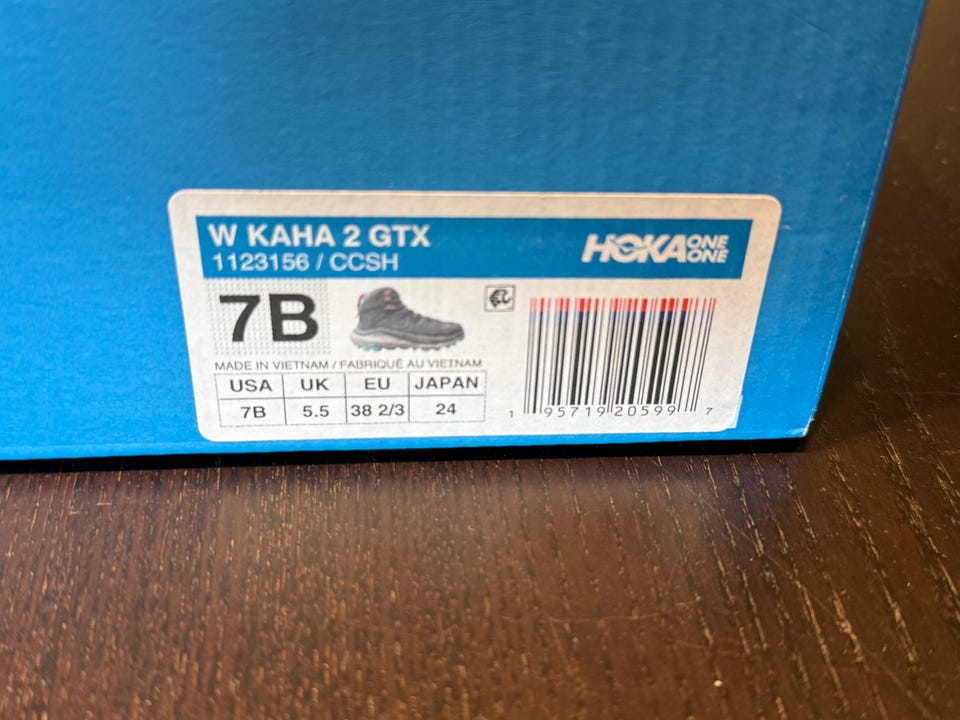 W KAHA 2 GTX
1123156 / CCSH
HOKA ONE ONE
7B
MADE IN VIETNAM / FABRIQUÉ AU VIETNAM
USA UK EU JAPAN
7B 5.5 38 2/3 24
1 95719 20599 7